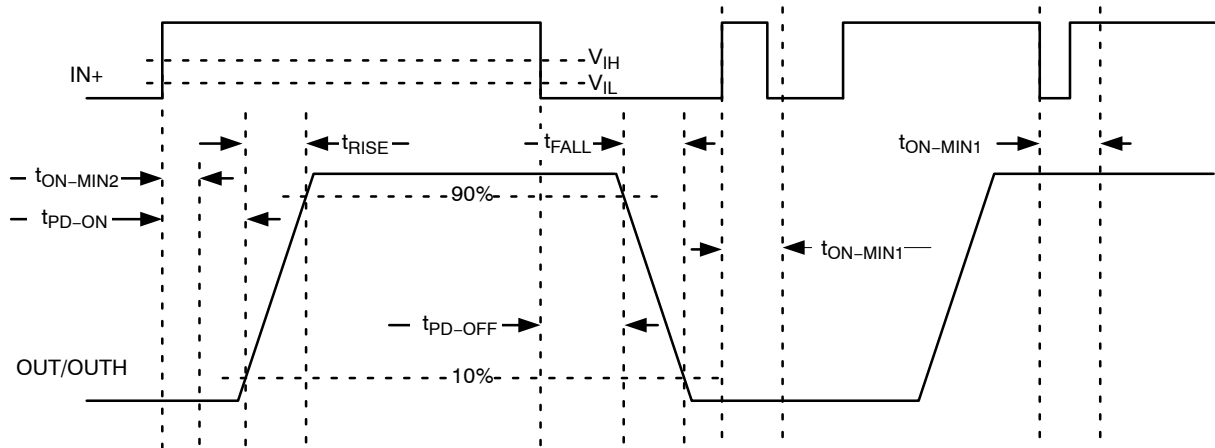 IN+
VIH
VIL
tRISE
tFALL
tON–MIN1
tON–MIN2
90%
tPD–ON
tON–MIN1
tPD–OFF
OUT/OUTH
10%